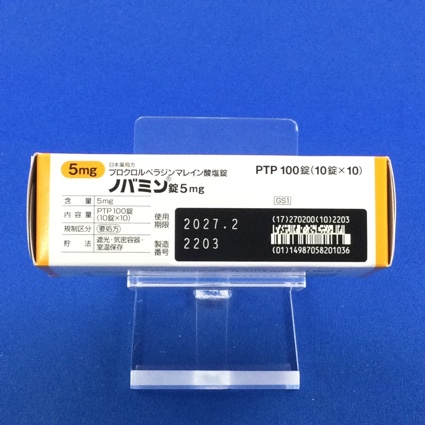 5mg
日本薬局方
プロクロルペラジンマレイン酸塩錠
ノバミン®錠5mg
PTP 100錠(10錠×10)
含量 5mg
内容量 PTP100錠
(10錠×10)
規制区分 要処方
貯法 遮光・気密容器・
室温保存
使用
期限 2027.2
製造
番号 2203
GS1
(17)270200(10)2203
(01)14987058201036